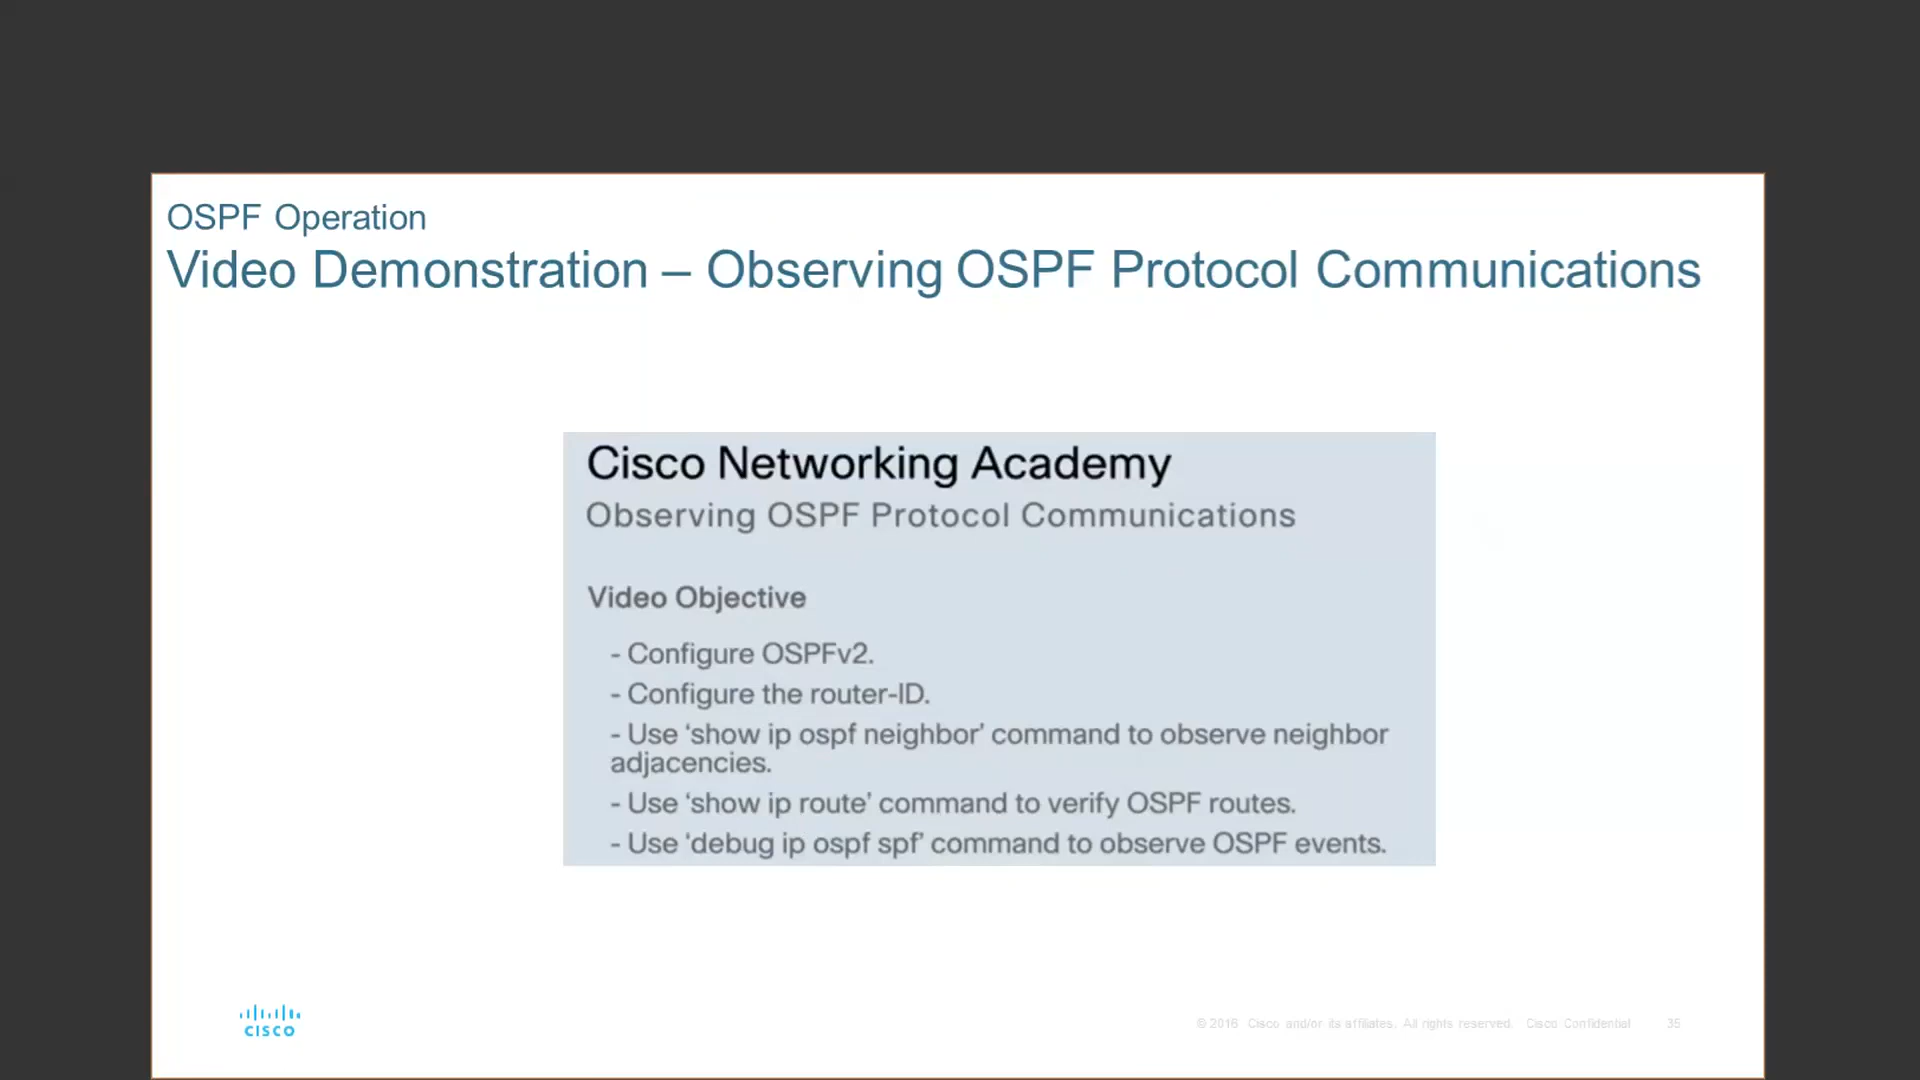 OSPF Operation
Video Demonstration – Observing OSPF Protocol Communications
Cisco Networking Academy
Observing OSPF Protocol Communications
Video Objective
- Configure OSPFv2.
- Configure the router-ID.
- Use ‘show ip ospf neighbor’ command to observe neighbor
adjacencies.
- Use ‘show ip route’ command to verify OSPF routes.
- Use ‘debug ip ospf spf’ command to observe OSPF events.
CISCO
© 2016 Cisco and/or its affiliates. All rights reserved. Cisco Confidential 35